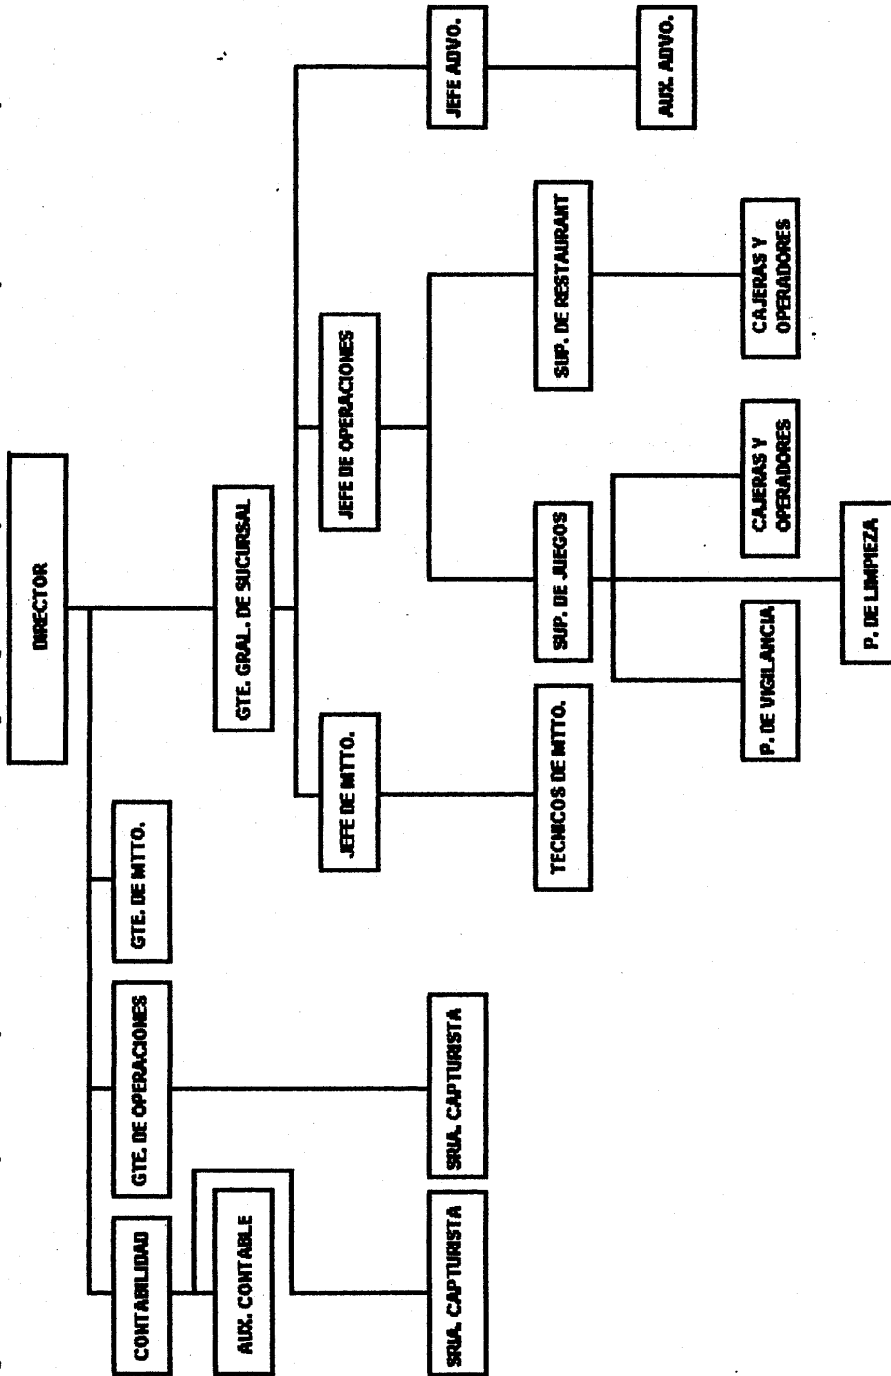 DIRECTOR
CONTABILIDAD
GTE. DE OPERACIONES
GTE. DE MTTO.
AUX. CONTABLE
GTE. GRAL. DE SUCURSAL
JEFE DE MTTO.
JEFE DE OPERACIONES
SRIA. CAPTURISTA
SRIA. CAPTURISTA
JEFE ADVO.
TECNICOS DE MTTO.
SUP. DE JUEGOS
SUP. DE RESTAURANT
AUX. ADVO.
P. DE VIGILANCIA
CAJERAS Y
OPERADORES
CAJERAS Y
OPERADORES
P. DE LIMPIEZA